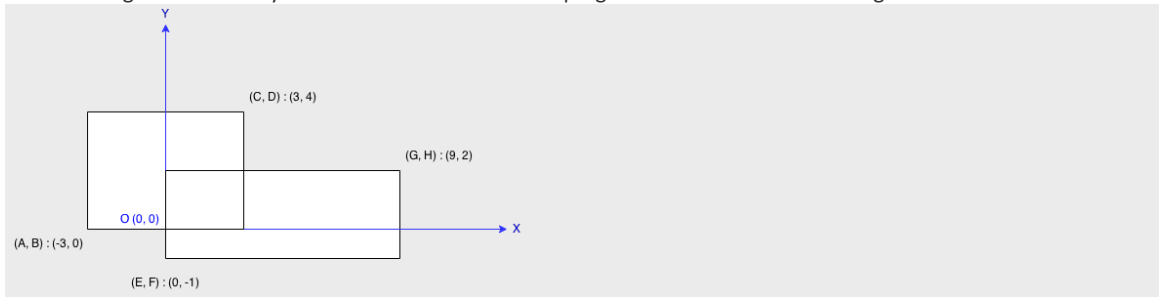 Y
(C, D) : (3, 4)
(G, H) : (9, 2)
O (0, 0)
X
(A, B) : (-3, 0)
(E, F) : (0, -1)